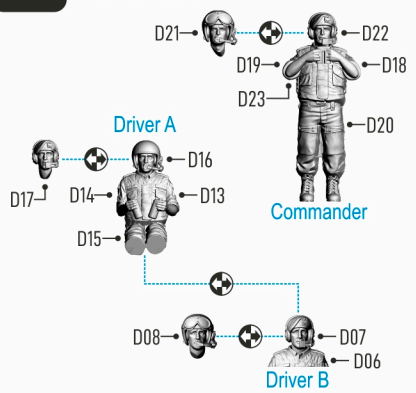 D21 D22
D19 D18
D23
D20
Driver A
D16
D17 D14 D13
D15
Commander
D08 D07
D06
Driver B